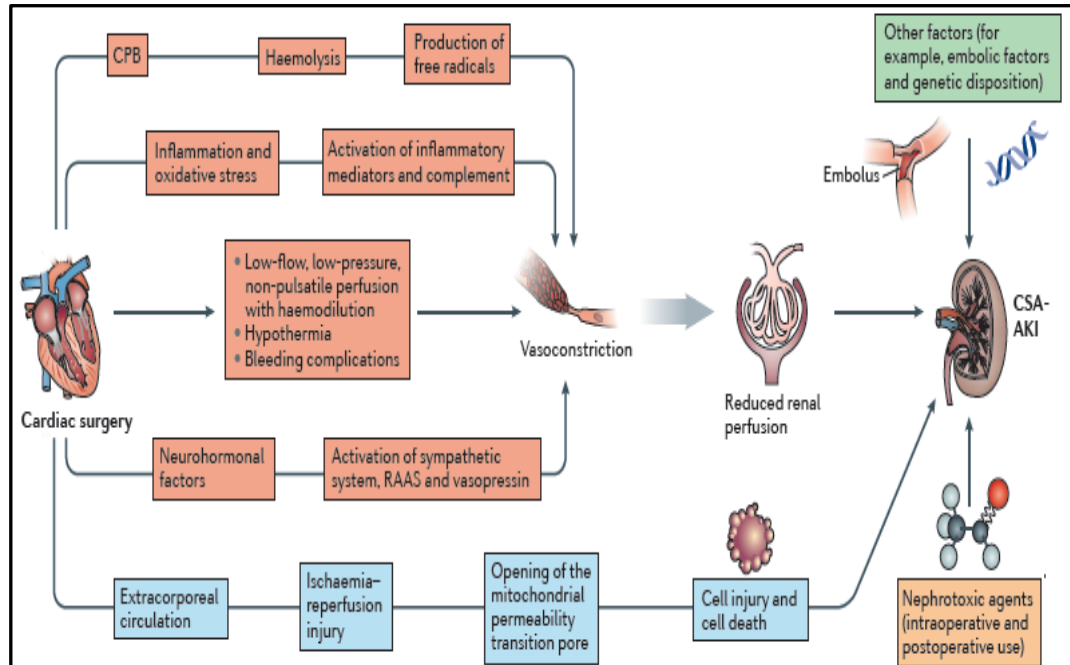 CPB
Haemolysis
Production of
free radicals
Other factors (for
example, embolic factors
and genetic disposition)
Inflammation and
oxidative stress
Activation of inflammatory
mediators and complement
Embolus
• Low-flow, low-pressure,
non-pulsatile perfusion
with haemodilution
• Hypothermia
• Bleeding complications
Vasoconstriction
CSA-
AKI
Cardiac surgery
Reduced renal
perfusion
Neurohormonal
factors
Activation of sympathetic
system, RAAS and vasopressin
Extracorporeal
circulation
Ischaemia–
reperfusion
injury
Opening of the
mitochondrial
permeability
transition pore
Cell injury and
cell death
Nephrotoxic agents
(intraoperative and
postoperative use)